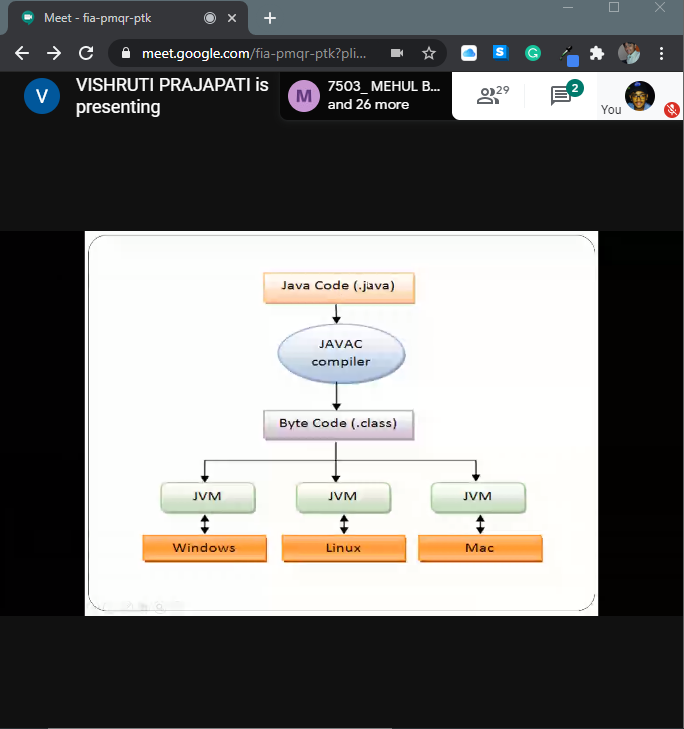 Meet - fia-pmqr-ptk
meet.google.com/fia-pmqr-ptk?pli...
V
VISHRUTI PRAJAPATI is
presenting
M
7503_ MEHUL B...
and 26 more
29
2
You
Java Code (.java)
JAVAC
compiler
Byte Code (.class)
JVM JVM JVM
Windows Linux Mac